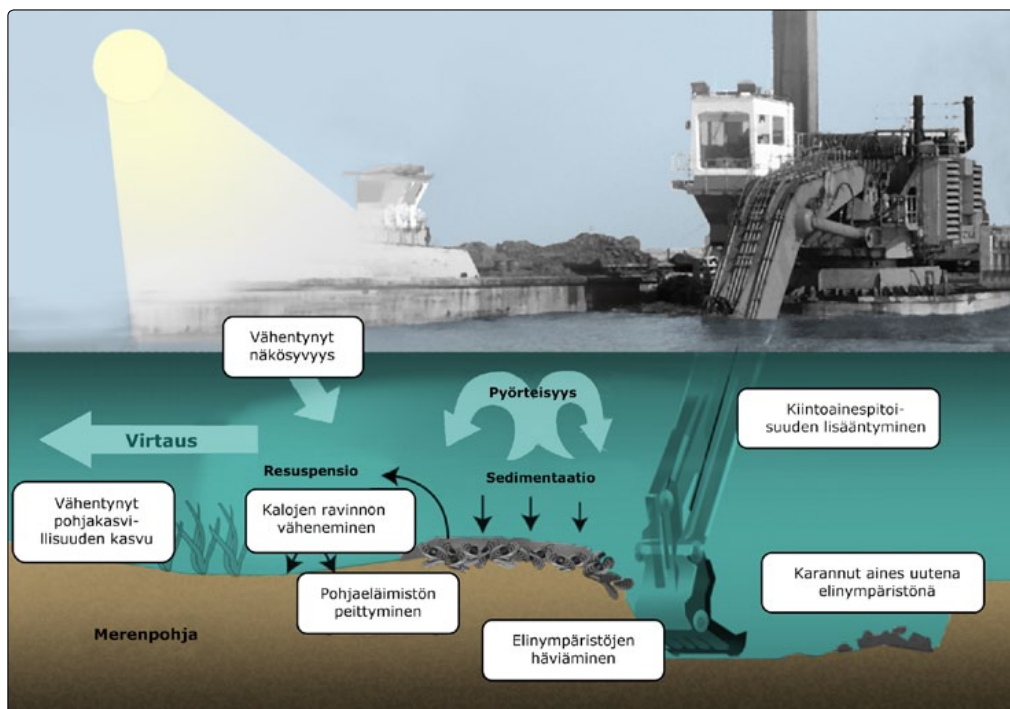 Vähentynyt
näkösyvyys
Pyörteisyys
Kiintoainespitoi-
suuden lisääntyminen
Virtaus
Resuspensio
Sedimentaatio
Vähentynyt
pohjakasvi-
llisuuden kasvu
Kalojen ravinnon
väheneminen
Karannut aines uutena
elinympäristönä
Pohjaeläimistön
peittyminen
Merenpohja
Elinympäristöjen
häviäminen